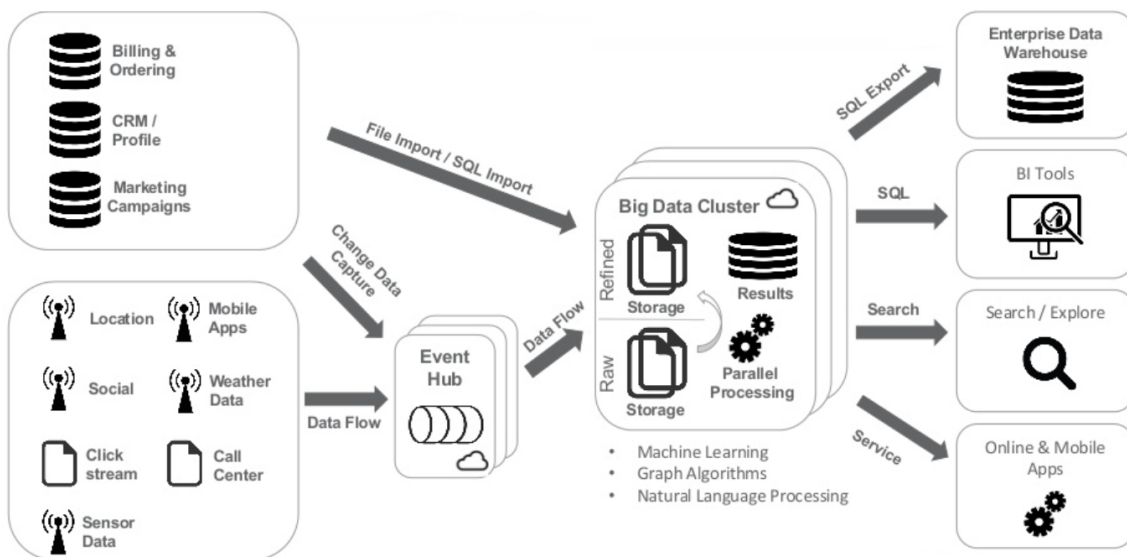 Billing &
Ordering
CRM /
Profile
Marketing
Campaigns
Location
Mobile
Apps
Social
Weather
Data
Click
stream
Call
Center
Sensor
Data
File Import / SQL Import
Change Data
Capture
Data Flow
Event
Hub
Data Flow
Big Data Cluster
Refined
Storage
Results
Raw
Storage
Parallel
Processing
• Machine Learning
• Graph Algorithms
• Natural Language Processing
SQL Export
SQL
Search
Service
Enterprise Data
Warehouse
BI Tools
Search / Explore
Online & Mobile
Apps